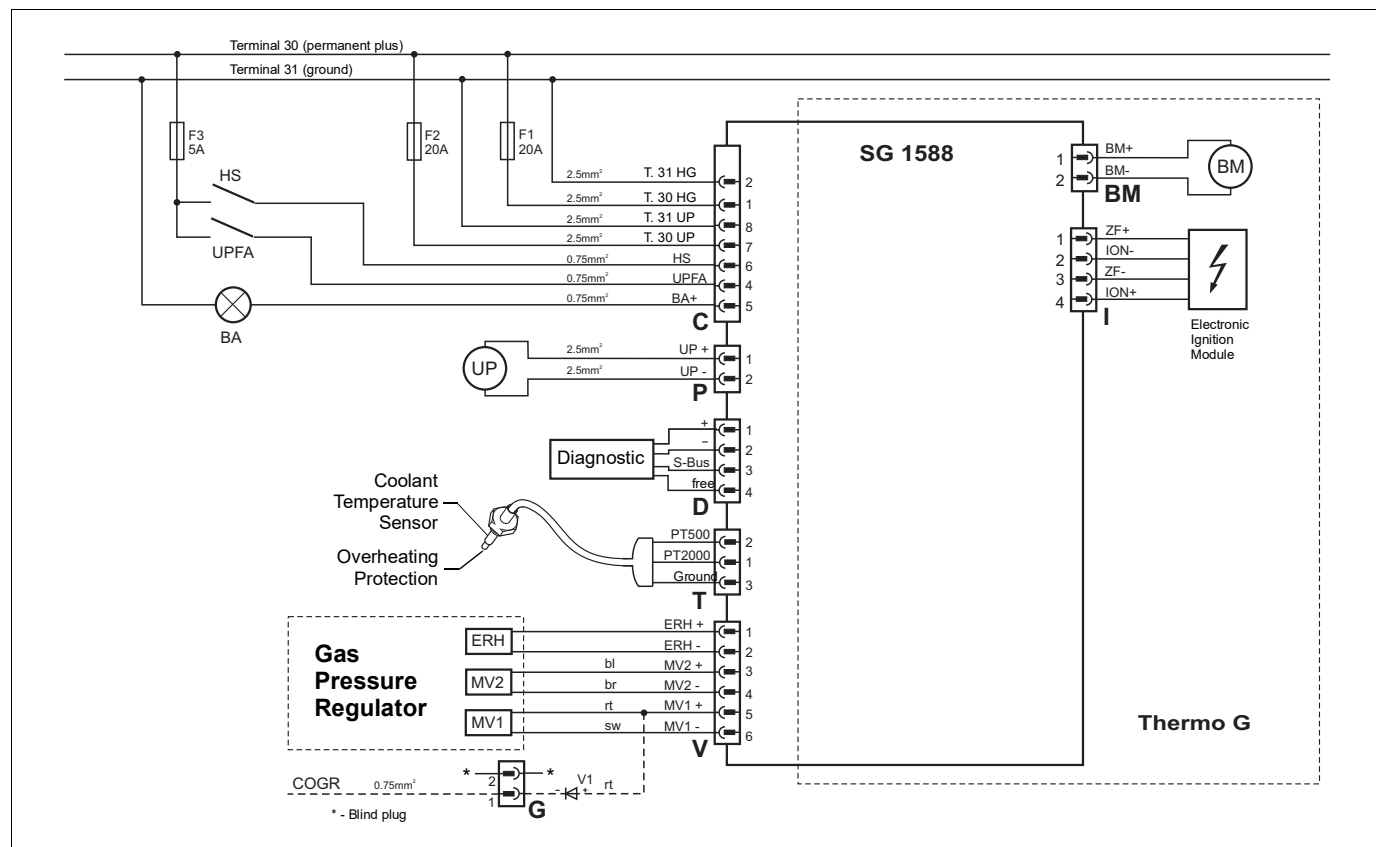 Terminal 30 (permanent plus)
Terminal 31 (ground)
F3
5A
F2
20A
F1
20A
SG 1588
HS
UPFA
BA
2.5mm² T. 31 HG 2
2.5mm² T. 30 HG 1
2.5mm² T. 31 UP 8
2.5mm² T. 30 UP 7
0.75mm² HS 6
0.75mm² UPFA 4
0.75mm² BA+ 5
C
1 BM+
2 BM-
BM
BM
1 ZF+
2 ION-
3 ZF-
4 ION+
I
Electronic
Ignition
Module
UP
2.5mm² UP + 1
2.5mm² UP - 2
P
Diagnostic
+ 1
− 2
S-Bus 3
free 4
D
Coolant
Temperature
Sensor
Overheating
Protection
PT500 2
PT2000 1
Ground 3
T
Gas
Pressure
Regulator
ERH
MV2
MV1
ERH + 1
ERH - 2
bl MV2 + 3
br MV2 - 4
rt MV1 + 5
sw MV1 - 6
V
Thermo G
COGR 0.75mm²
* 2 *
1
G
- V1 + rt
* - Blind plug